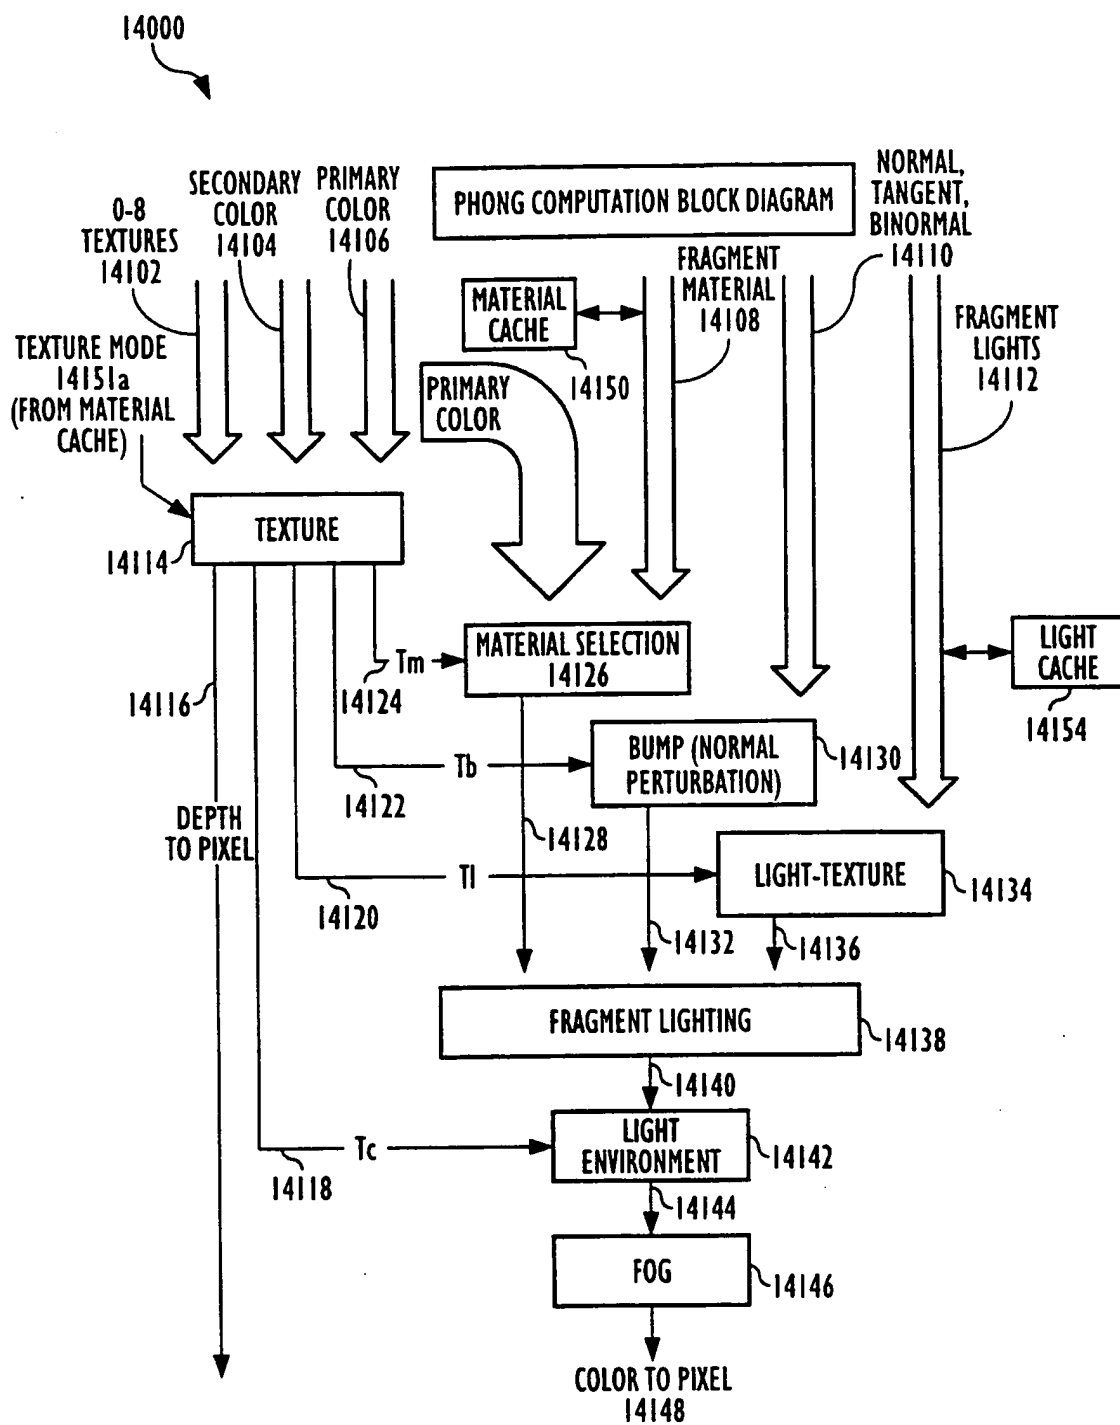 14000
0-8
TEXTURES
14102
SECONDARY
COLOR
14104
PRIMARY
COLOR
14106
PHONG COMPUTATION BLOCK DIAGRAM
NORMAL,
TANGENT,
BINORMAL
14110
MATERIAL
CACHE
14150
FRAGMENT
MATERIAL
14108
FRAGMENT
LIGHTS
14112
TEXTURE MODE
14151a
(FROM MATERIAL
CACHE)
PRIMARY
COLOR
TEXTURE
14114
MATERIAL SELECTION
14126
LIGHT
CACHE
14154
Tm
14124
14116
BUMP (NORMAL
PERTURBATION)
14130
Tb
14122
DEPTH
TO PIXEL
14128
LIGHT-TEXTURE
14134
Tl
14120
14132
14136
FRAGMENT LIGHTING
14138
14140
LIGHT
ENVIRONMENT
14142
Tc
14118
14144
FOG
14146
COLOR TO PIXEL
14148